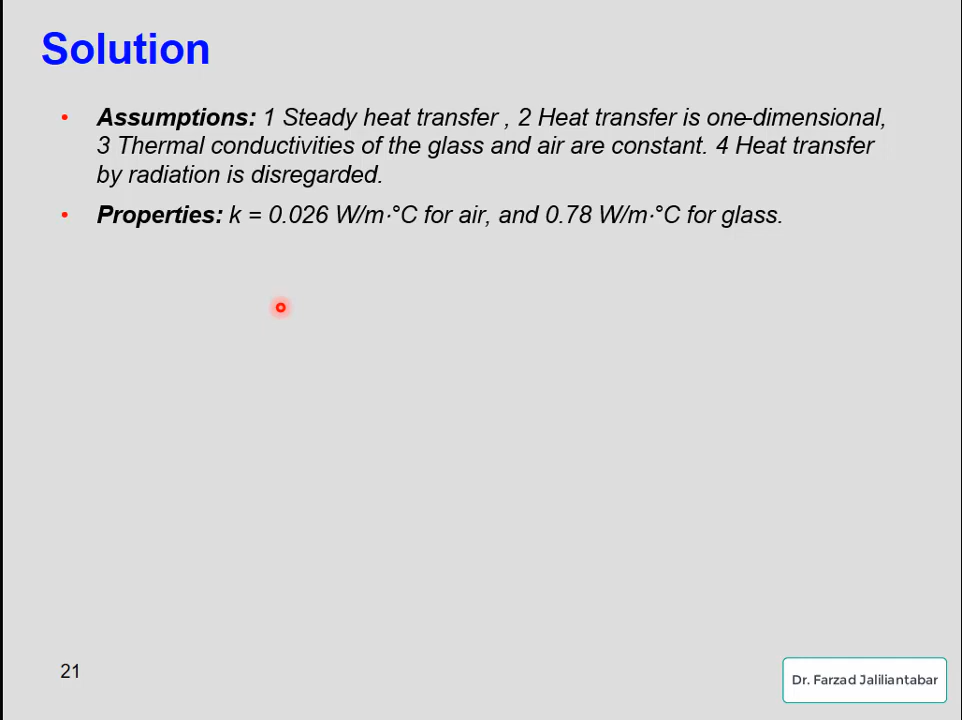 Solution
• Assumptions: 1 Steady heat transfer , 2 Heat transfer is one-dimensional,
3 Thermal conductivities of the glass and air are constant. 4 Heat transfer
by radiation is disregarded.
• Properties: k = 0.026 W/m·°C for air, and 0.78 W/m·°C for glass.
21
Dr. Farzad Jaliliantabar